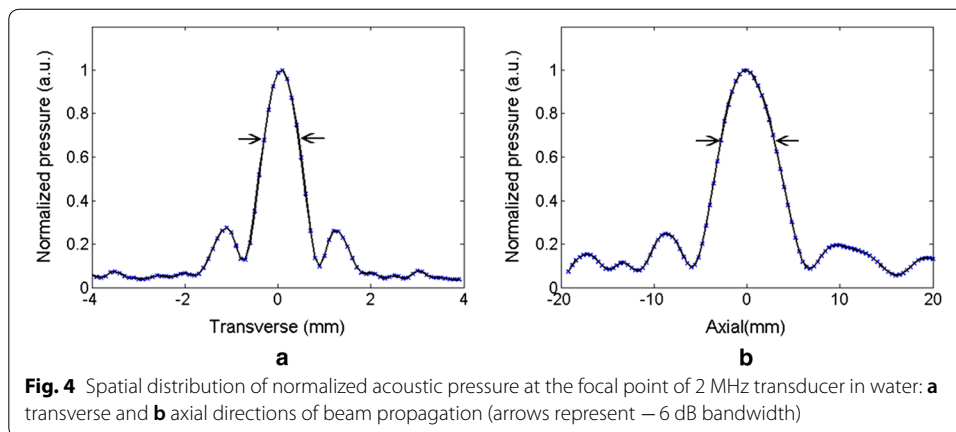 Normalized pressure (a.u.)
1
0.8
0.6
0.4
0.2
0
-4 -2 0 2 4
Transverse (mm)
a
Normalized pressure (a.u.)
1
0.8
0.6
0.4
0.2
0
-20 -10 0 10 20
Axial(mm)
b
Fig. 4 Spatial distribution of normalized acoustic pressure at the focal point of 2 MHz transducer in water: a
transverse and b axial directions of beam propagation (arrows represent − 6 dB bandwidth)